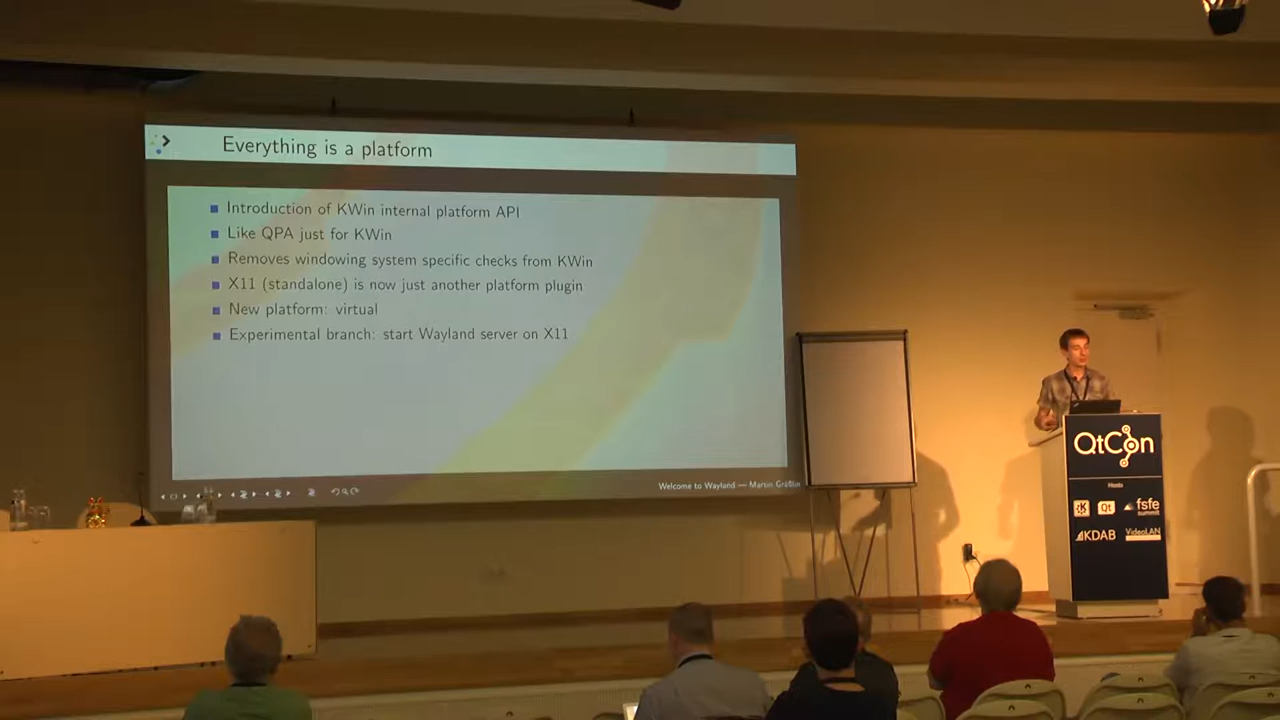 Everything is a platform
Introduction of KWin internal platform API
Like QPA just for KWin
Removes windowing system specific checks from KWin
X11 (standalone) is now just another platform plugin
New platform: virtual
Experimental branch: start Wayland server on X11
Welcome to Wayland — Martin Gräßlin
QtCon
Hosts
Qt
fsfe
summit
KDAB
VideoLAN